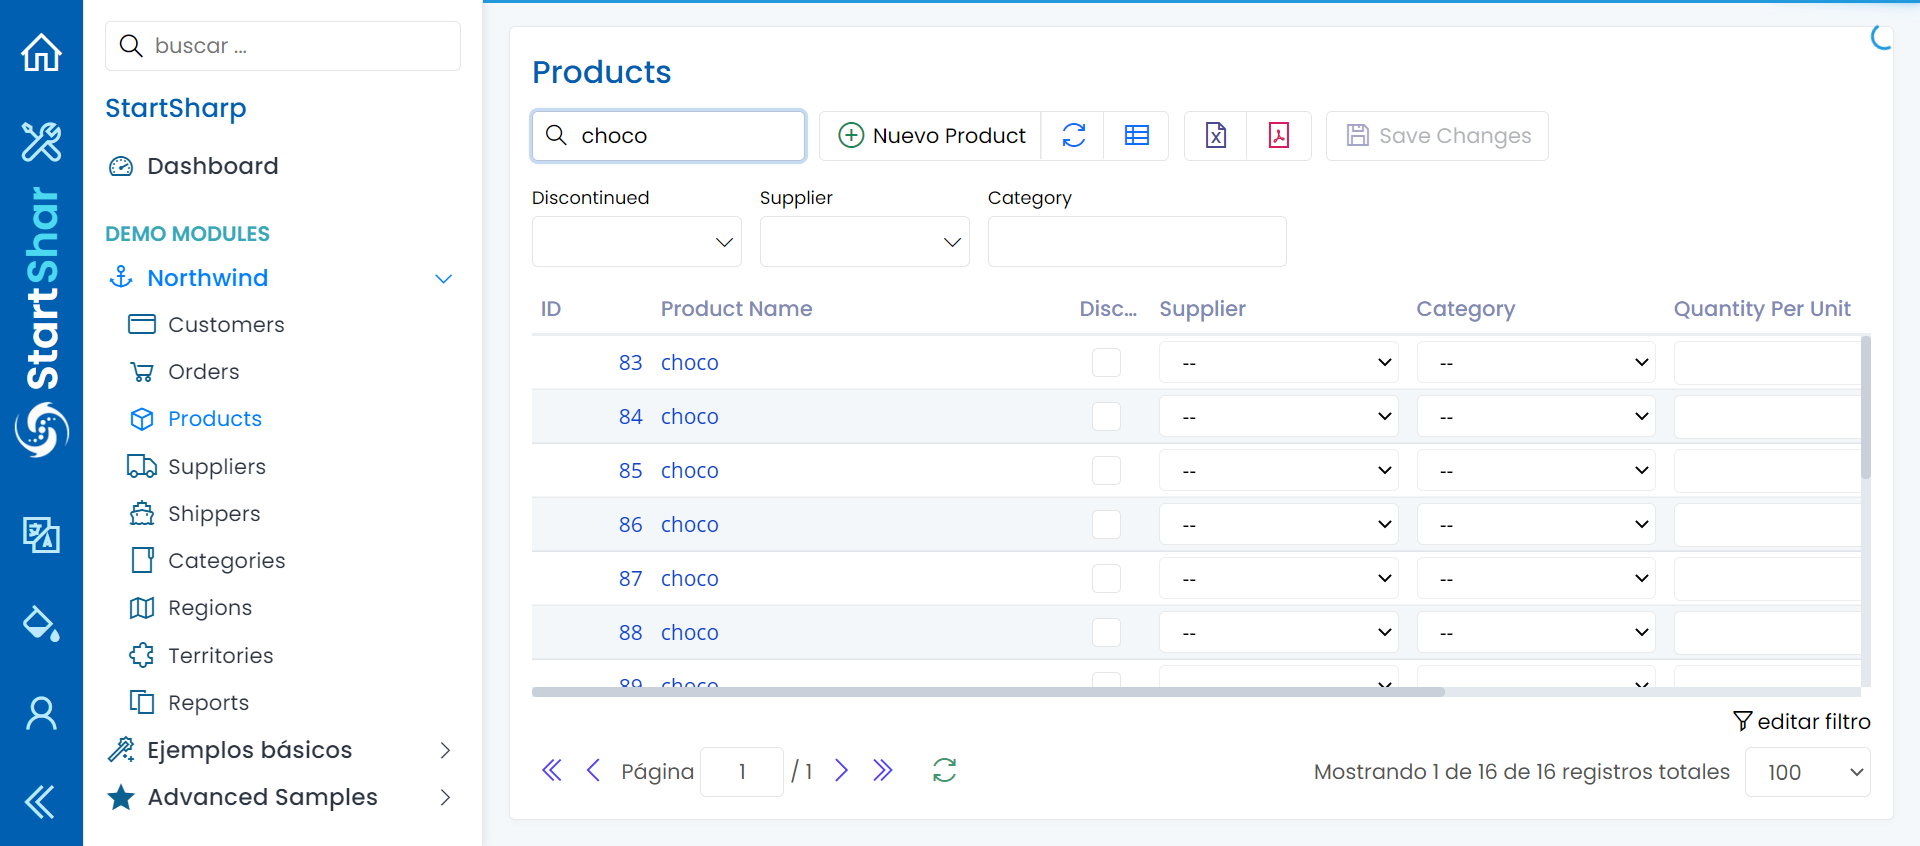 buscar ...
StartSharp
Dashboard
DEMO MODULES
Northwind
Customers
Orders
Products
Suppliers
Shippers
Categories
Regions
Territories
Reports
Ejemplos básicos
Advanced Samples
StartShar
Products
choco
Nuevo Product
Save Changes
Discontinued Supplier Category
ID Product Name Disc... Supplier Category Quantity Per Unit
83 choco -- --
84 choco -- --
85 choco -- --
86 choco -- --
87 choco -- --
88 choco -- --
89 choco
editar filtro
Página 1 / 1
Mostrando 1 de 16 de 16 registros totales 100